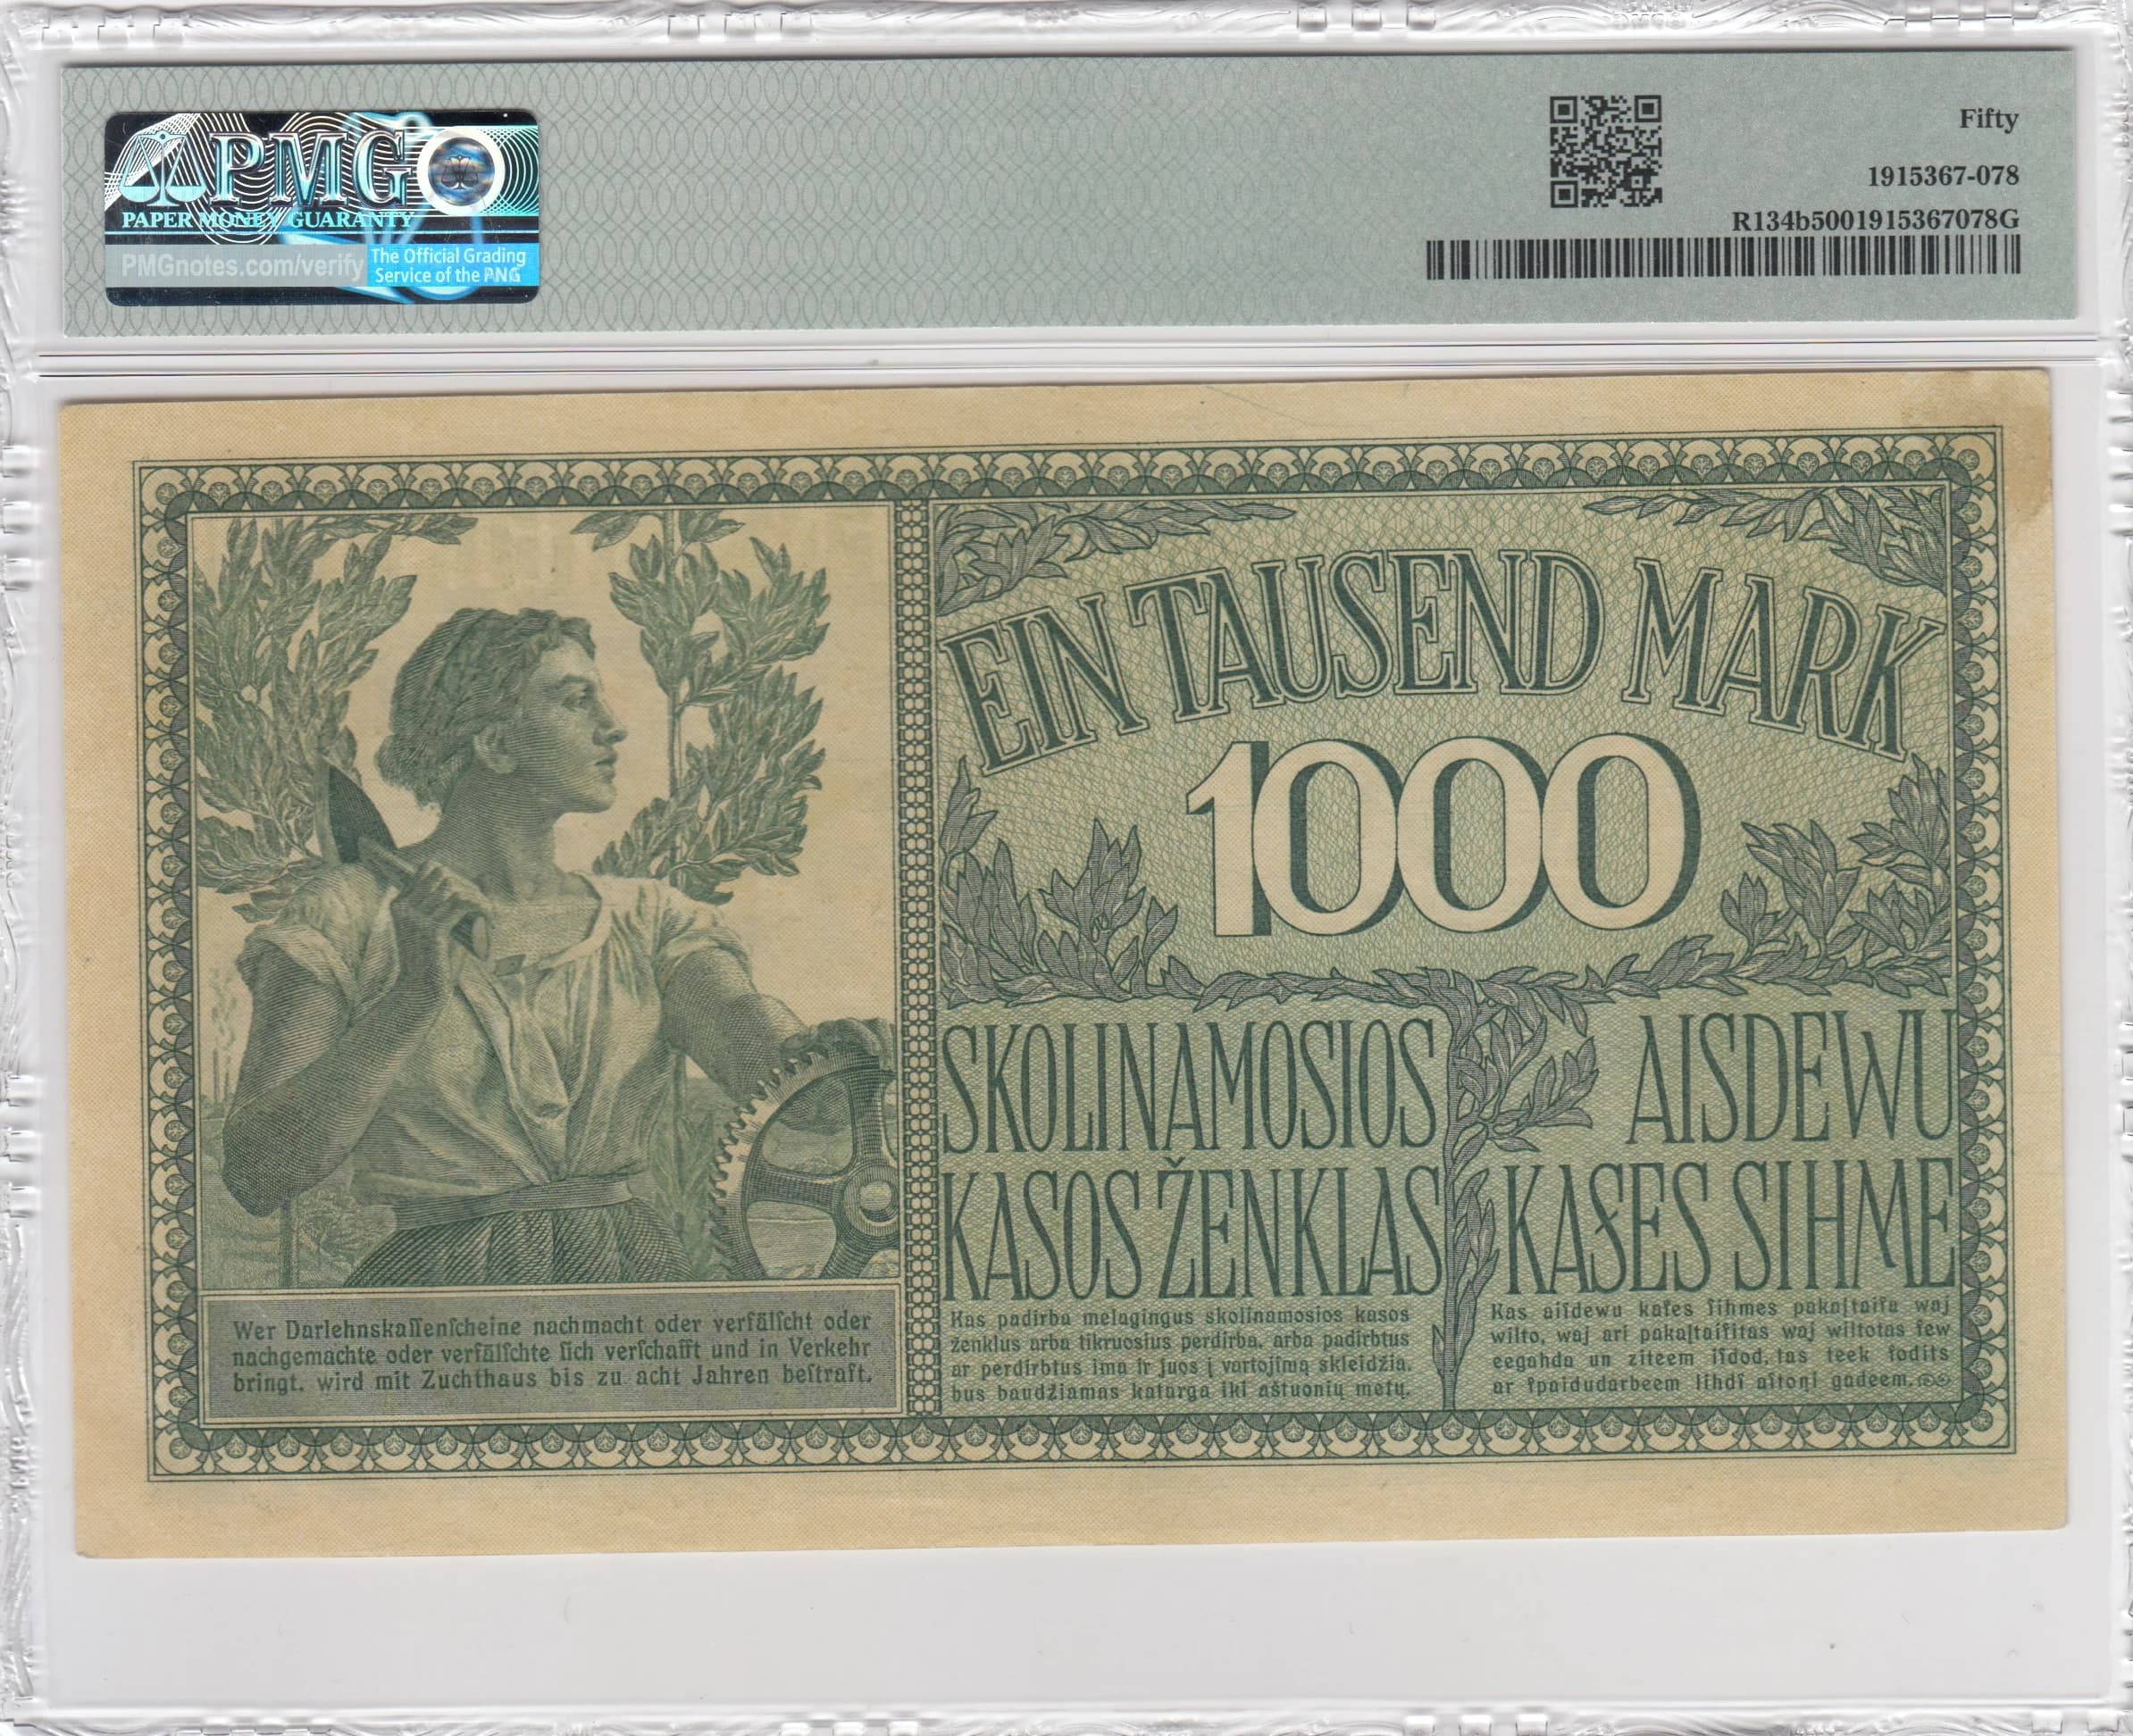 PMG
PAPER MONEY GUARANTY
PMGnotes.com/verify
The Official Grading
Service of the PNG
Fifty
1915367-078
R134b5001915367078G
EIN TAUSEND MARK
1000
SKOLINAMOSIOS
KASOS ŽENKLAS
AISDEWU
KASES SIHME
Wer Darlehnskaſſenſcheine nachmacht oder verfälſcht oder
nachgemachte oder verfälſchte ſich verſchafft und in Verkehr
bringt, wird mit Zuchthaus bis zu acht Jahren beſtraft.
Kas padirba melagingus skolinamosios kasos
ženklus arba tikruosius perdirba, arba padirbtus
ar perdirbtus ima ir juos į vartojimą skleidžia,
bus baudžiamas katarga iki aštuonių metų.
Kas aiſdewu kaſes ſihmes pakaļtaiſa waj
wilto, waj ari pakaļtaiſitas waj wiltotas ſew
eegahda un ziteem iſdod, tas teek ſodits
ar ſpaidudarbeem lihdſ aſtoņi gadeem.